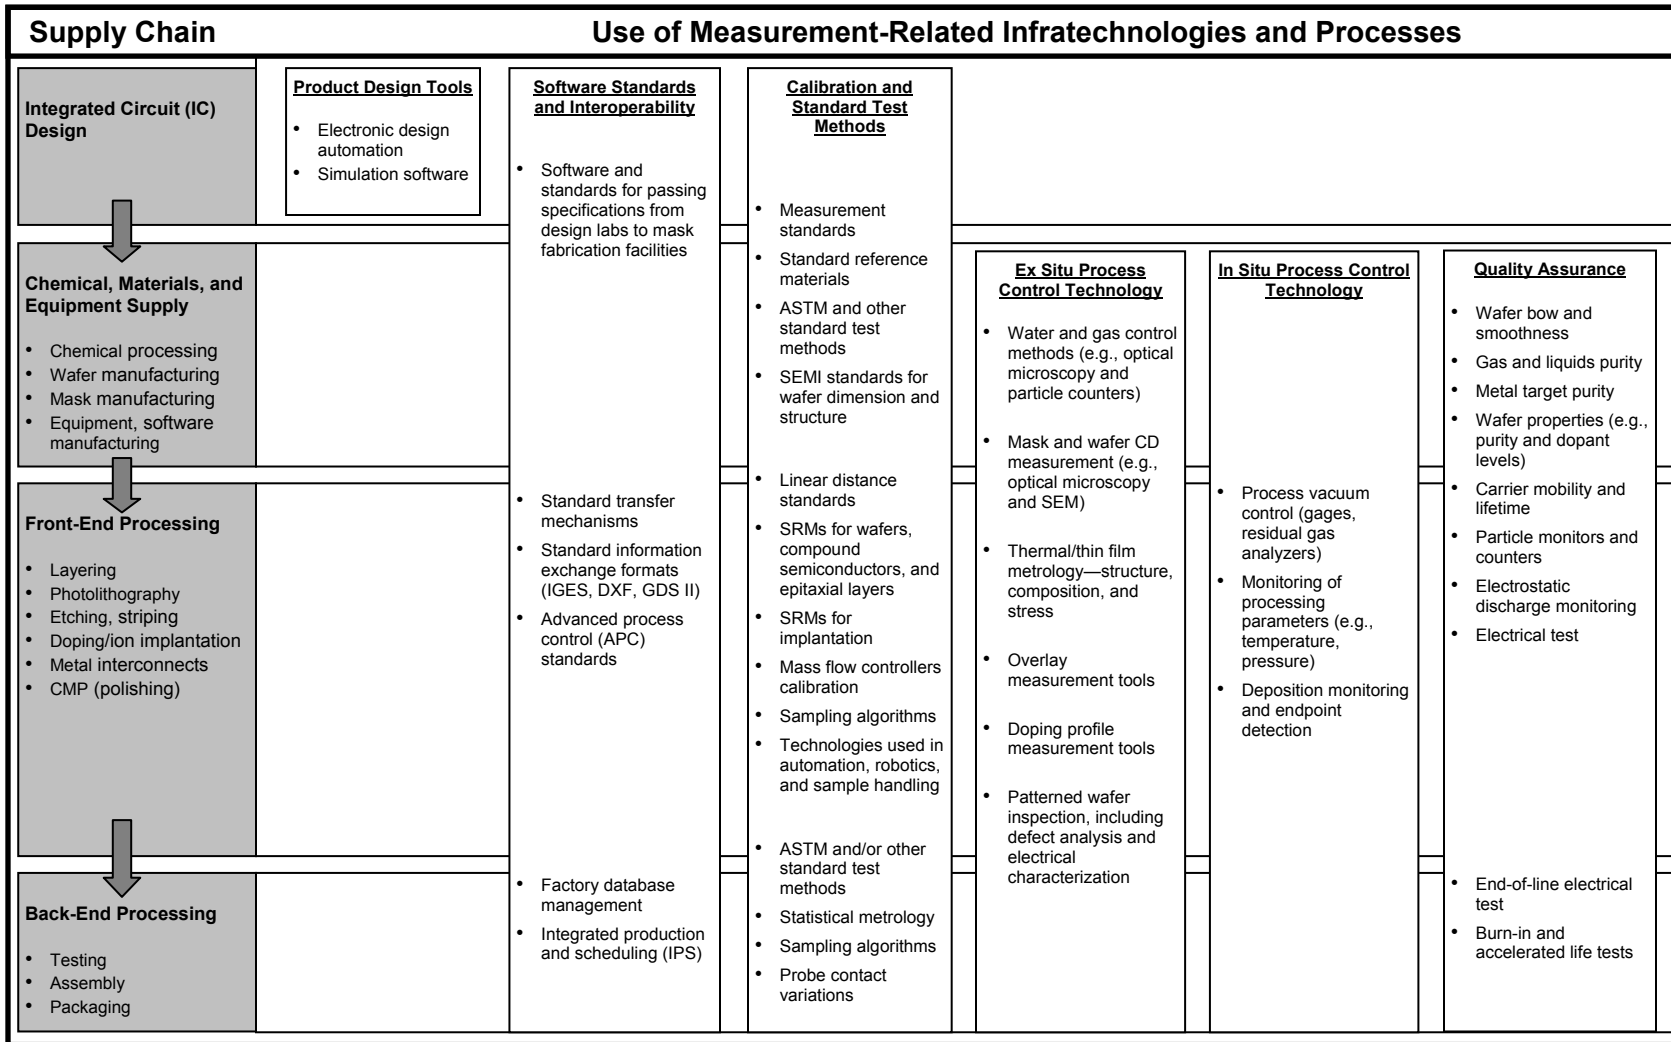 Supply Chain
Use of Measurement-Related Infratechnologies and Processes
Integrated Circuit (IC)
Design
Chemical, Materials, and
Equipment Supply
• Chemical processing
• Wafer manufacturing
• Mask manufacturing
• Equipment, software
manufacturing
Front-End Processing
• Layering
• Photolithography
• Etching, striping
• Doping/ion implantation
• Metal interconnects
• CMP (polishing)
Back-End Processing
• Testing
• Assembly
• Packaging
Product Design Tools
• Electronic design
automation
• Simulation software
Software Standards
and Interoperability
• Software and
standards for passing
specifications from
design labs to mask
fabrication facilities
• Standard transfer
mechanisms
• Standard information
exchange formats
(IGES, DXF, GDS II)
• Advanced process
control (APC)
standards
• Factory database
management
• Integrated production
and scheduling (IPS)
Calibration and
Standard Test
Methods
• Measurement
standards
• Standard reference
materials
• ASTM and other
standard test
methods
• SEMI standards for
wafer dimension and
structure
• Linear distance
standards
• SRMs for wafers,
compound
semiconductors, and
epitaxial layers
• SRMs for
implantation
• Mass flow controllers
calibration
• Sampling algorithms
• Technologies used in
automation, robotics,
and sample handling
• ASTM and/or other
standard test
methods
• Statistical metrology
• Sampling algorithms
• Probe contact
variations
Ex Situ Process
Control Technology
• Water and gas control
methods (e.g., optical
microscopy and
particle counters)
• Mask and wafer CD
measurement (e.g.,
optical microscopy
and SEM)
• Thermal/thin film
metrology—structure,
composition, and
stress
• Overlay
measurement tools
• Doping profile
measurement tools
• Patterned wafer
inspection, including
defect analysis and
electrical
characterization
In Situ Process Control
Technology
• Process vacuum
control (gages,
residual gas
analyzers)
• Monitoring of
processing
parameters (e.g.,
temperature,
pressure)
• Deposition monitoring
and endpoint
detection
Quality Assurance
• Wafer bow and
smoothness
• Gas and liquids purity
• Metal target purity
• Wafer properties (e.g.,
purity and dopant
levels)
• Carrier mobility and
lifetime
• Particle monitors and
counters
• Electrostatic
discharge monitoring
• Electrical test
• End-of-line electrical
test
• Burn-in and
accelerated life tests